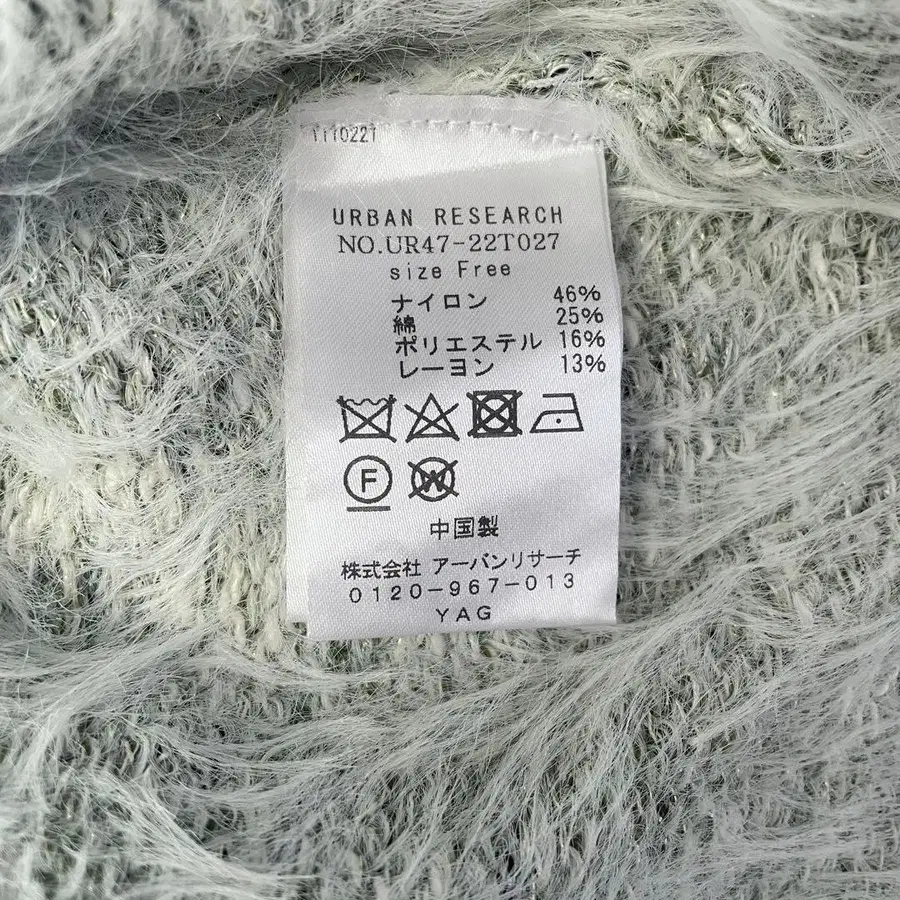 1110221
URBAN RESEARCH
NO.UR47-22T027
size Free
ナイロン 46%
綿 25%
ポリエステル 16%
レーヨン 13%
F W
中国製
株式会社 アーバンリサーチ
0120-967-013
YAG